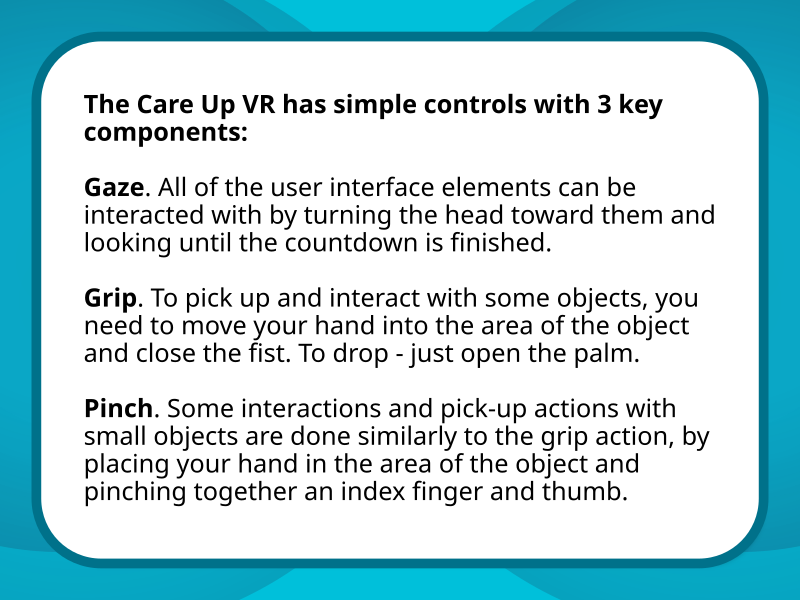 The Care Up VR has simple controls with 3 key
components:
Gaze. All of the user interface elements can be
interacted with by turning the head toward them and
looking until the countdown is finished.
Grip. To pick up and interact with some objects, you
need to move your hand into the area of the object
and close the fist. To drop - just open the palm.
Pinch. Some interactions and pick-up actions with
small objects are done similarly to the grip action, by
placing your hand in the area of the object and
pinching together an index finger and thumb.